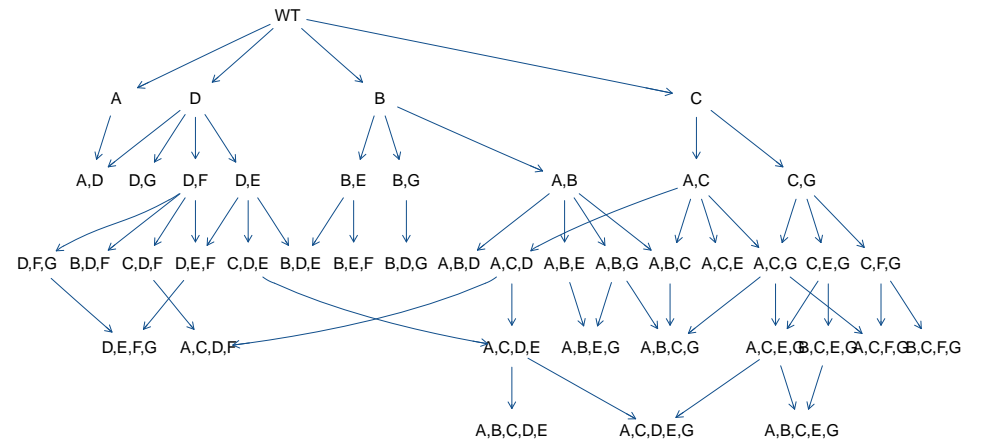 WT
A D B C
A,D D,G D,F D,E B,E B,G A,B A,C C,G
D,F,G B,D,F C,D,F D,E,F C,D,E B,D,E B,E,F B,D,G A,B,D A,C,D A,B,E A,B,G A,B,C A,C,E A,C,G C,E,G C,F,G
D,E,F,G A,C,D,F A,C,D,E A,B,E,G A,B,C,G A,C,E,G B,C,E,G A,C,F,G B,C,F,G
A,B,C,D,E A,C,D,E,G A,B,C,E,G